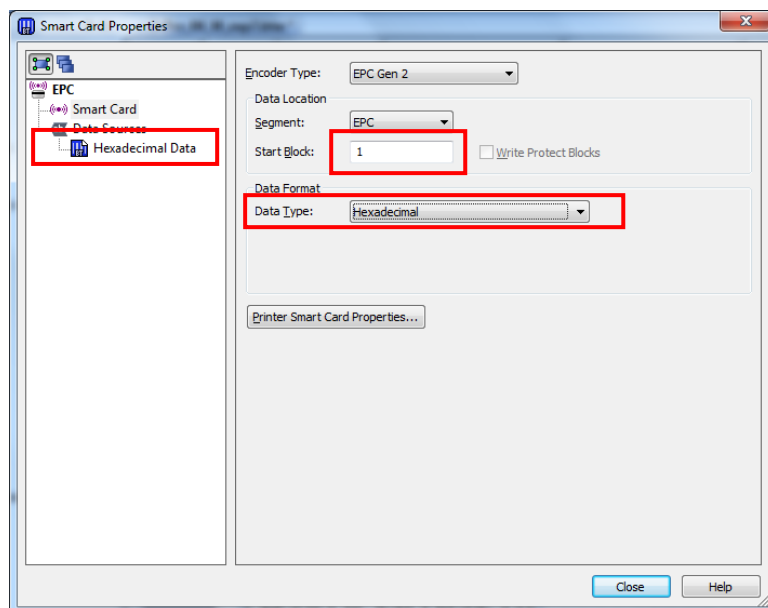 Smart Card Properties
EPC
Smart Card
Data Sources
Hexadecimal Data
Encoder Type: EPC Gen 2
Data Location
Segment: EPC
Start Block: 1 Write Protect Blocks
Data Format
Data Type: Hexadecimal
Printer Smart Card Properties...
Close Help